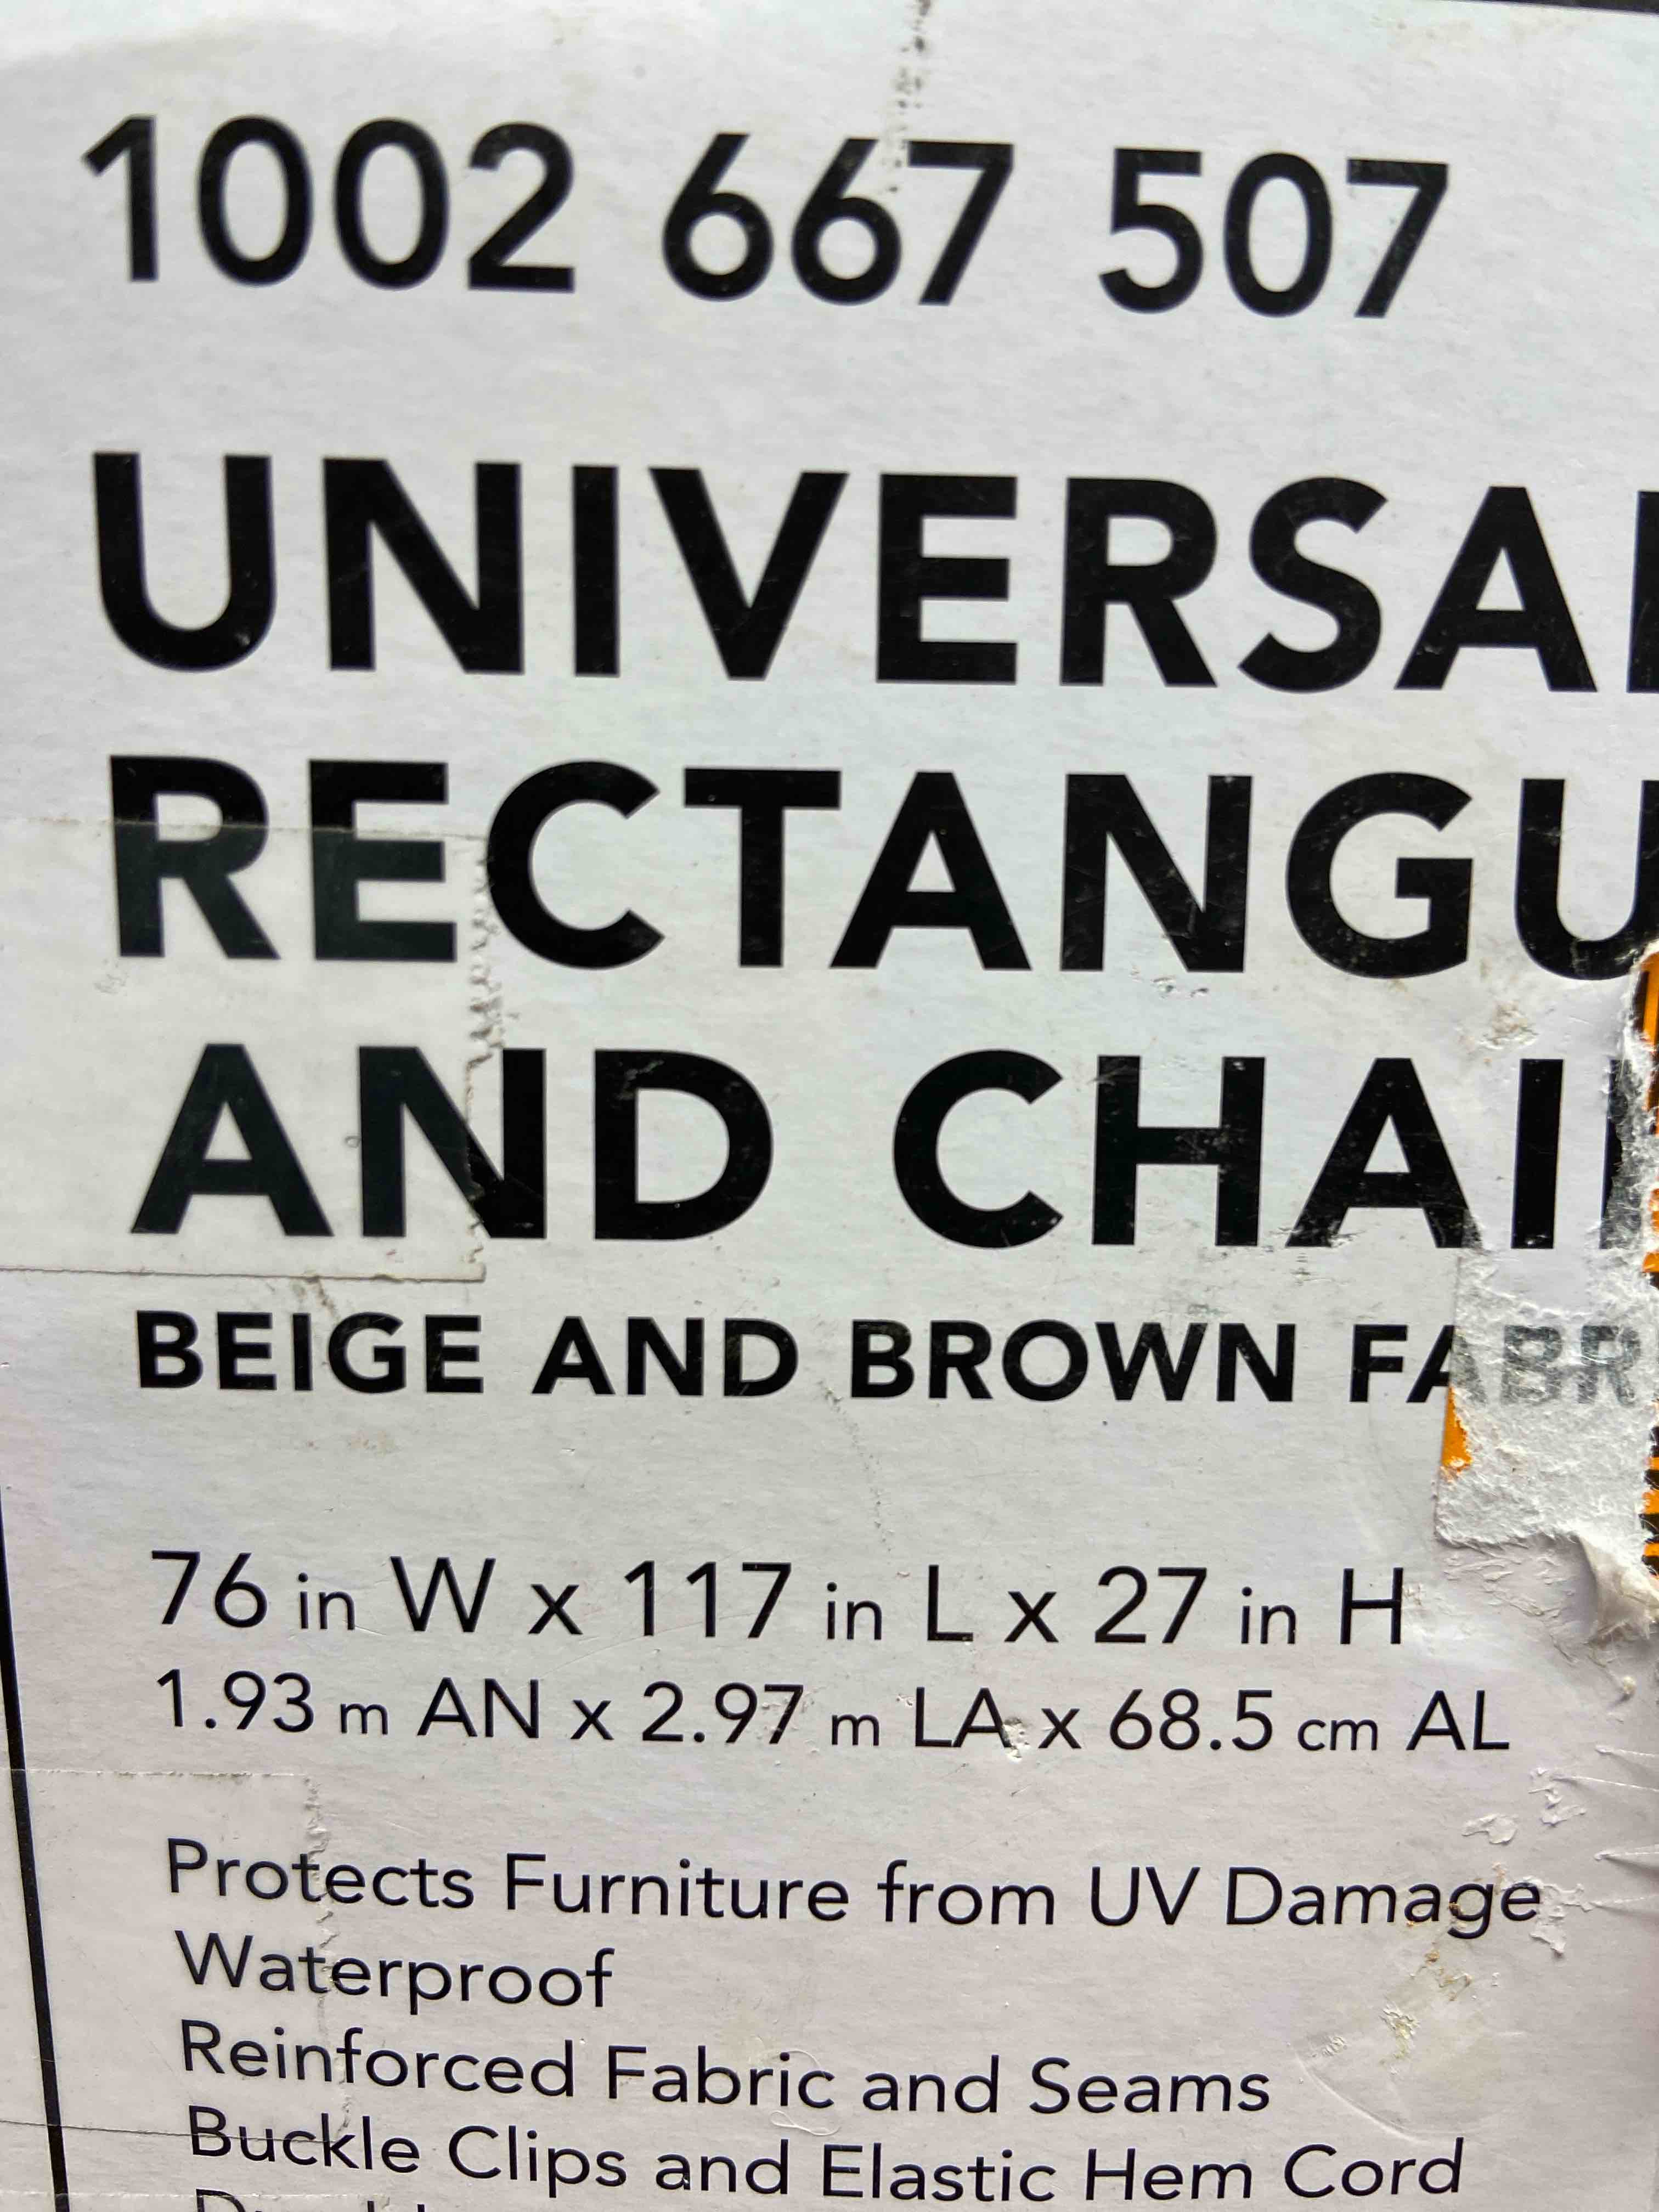 1002 667 507
UNIVERSAL
RECTANGU
AND CHAI
BEIGE AND BROWN FABR
76 in W x 117 in L x 27 in H
1.93 m AN x 2.97 m LA x 68.5 cm AL
Protects Furniture from UV Damage
Waterproof
Reinforced Fabric and Seams
Buckle Clips and Elastic Hem Cord